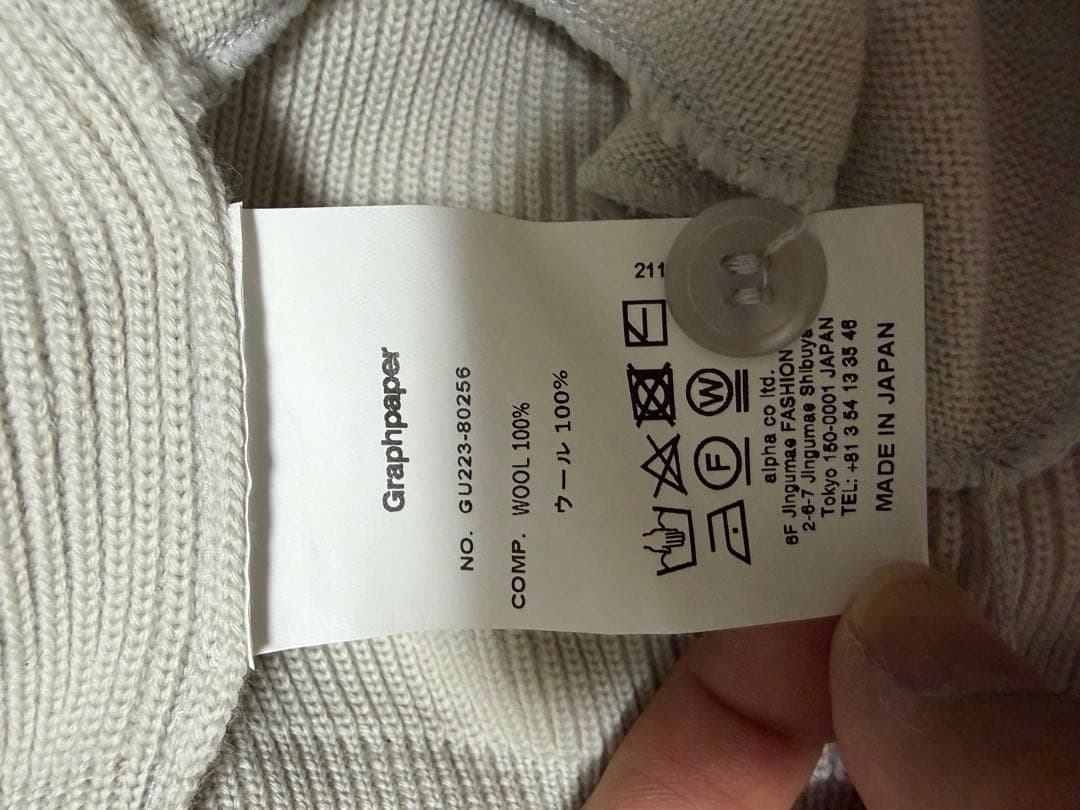 Graphpaper
NO. GU223-80256
COMP. WOOL 100%
ウール 100%
211
F W
alpha co ltd.
6F Jingumae FASHION
2-6-7 Jingumae Shibuya
Tokyo 150-0001 JAPAN
TEL: +81 3 54 13 35 46
MADE IN JAPAN